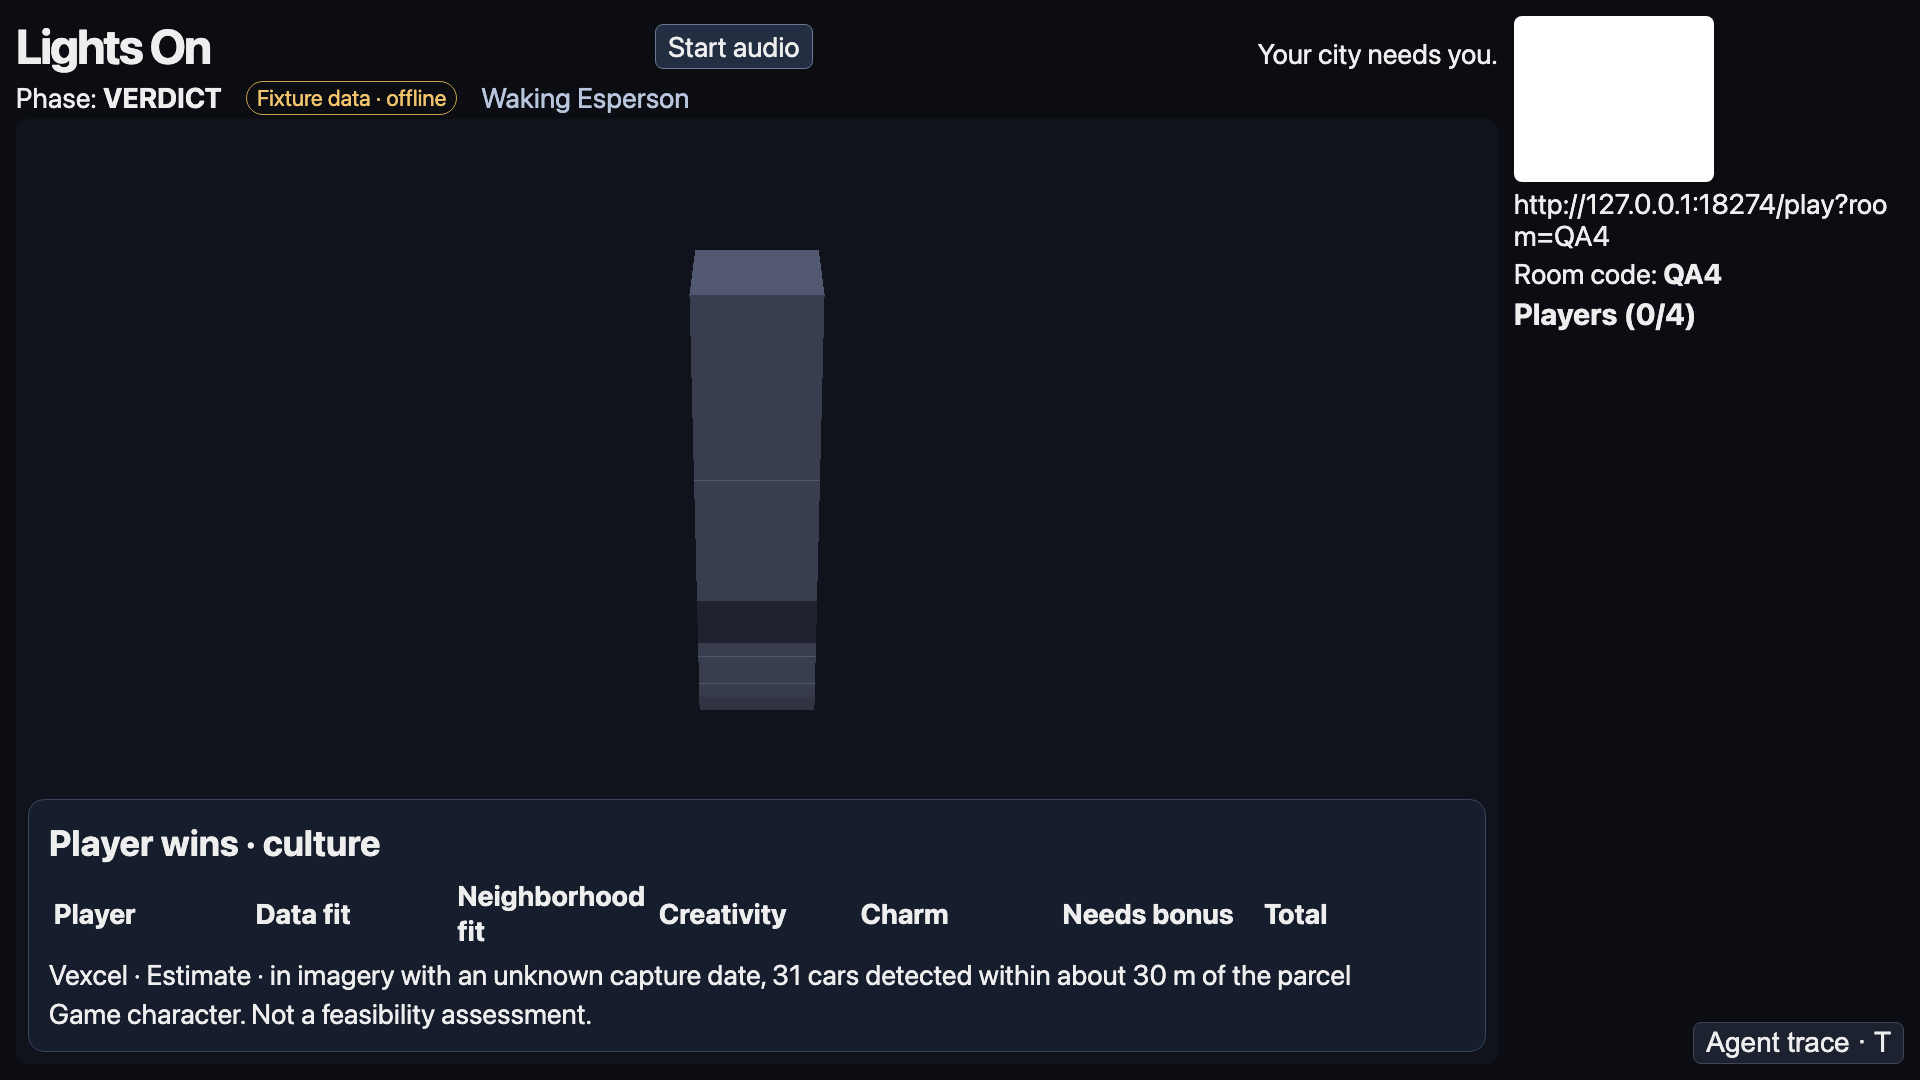 Lights On
Start audio
Your city needs you.
Phase: VERDICT
Fixture data · offline
Waking Esperson
http://127.0.0.1:18274/play?roo
m=QA4
Room code: QA4
Players (0/4)
Player wins · culture
Player
Data fit
Neighborhood
fit
Creativity
Charm
Needs bonus
Total
Vexcel · Estimate · in imagery with an unknown capture date, 31 cars detected within about 30 m of the parcel
Game character. Not a feasibility assessment.
Agent trace · T